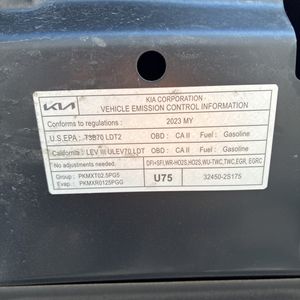 KIA
KIA CORPORATION
VEHICLE EMISSION CONTROL INFORMATION
Conforms to regulations : 2023 MY
U.S.EPA : T3B70 LDT2 OBD : CA II Fuel : Gasoline
California : LEV III ULEV70 LDT OBD : CA II Fuel : Gasoline
No adjustments needed DFI+SFI,WR-HO2S,HO2S,WU-TWC,TWC,EGR, EGRC
Group : PKMXT02.5PG5
Evap. : PKMXR0125PGG
U75
32450-2S175